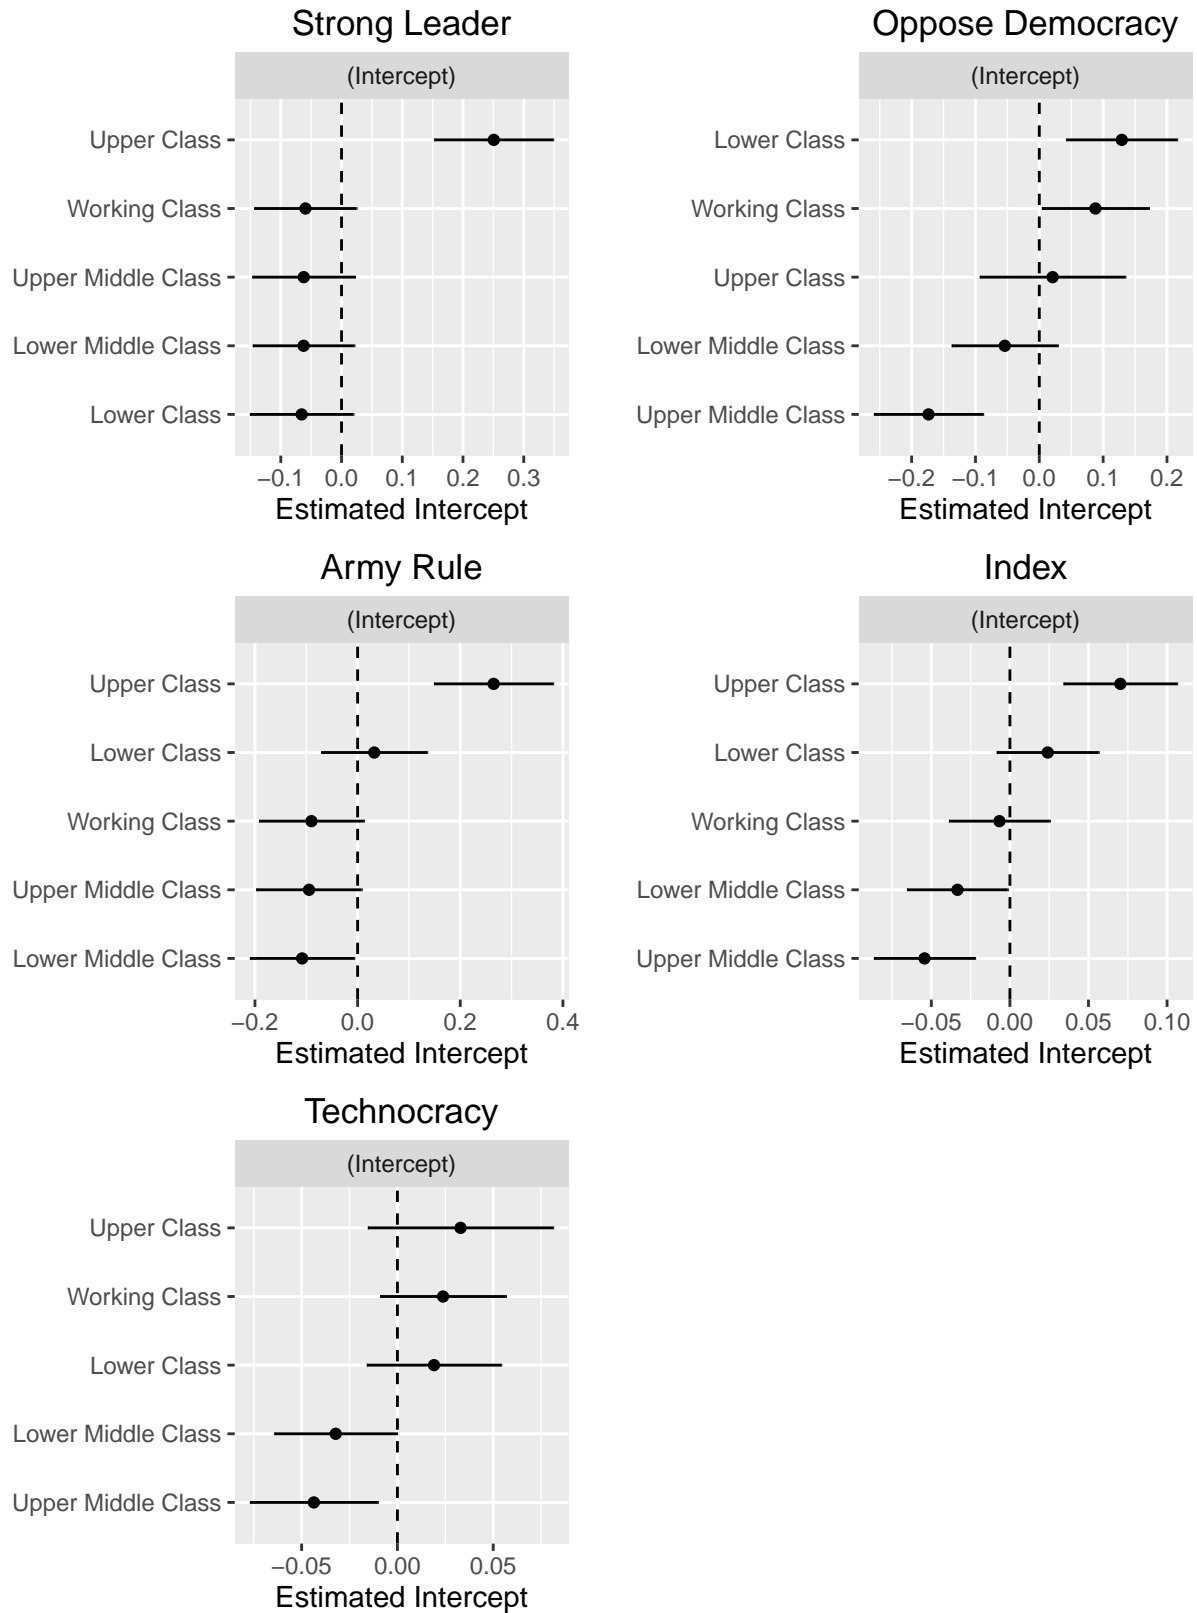 Strong Leader
(Intercept)
Upper Class
Working Class
Upper Middle Class
Lower Middle Class
Lower Class
−0.1 0.0 0.1 0.2 0.3
Estimated Intercept
Oppose Democracy
(Intercept)
Lower Class
Working Class
Upper Class
Lower Middle Class
Upper Middle Class
−0.2 −0.1 0.0 0.1 0.2
Estimated Intercept
Army Rule
(Intercept)
Upper Class
Lower Class
Working Class
Upper Middle Class
Lower Middle Class
−0.2 0.0 0.2 0.4
Estimated Intercept
Index
(Intercept)
Upper Class
Lower Class
Working Class
Lower Middle Class
Upper Middle Class
−0.05 0.00 0.05 0.10
Estimated Intercept
Technocracy
(Intercept)
Upper Class
Working Class
Lower Class
Lower Middle Class
Upper Middle Class
−0.05 0.00 0.05
Estimated Intercept